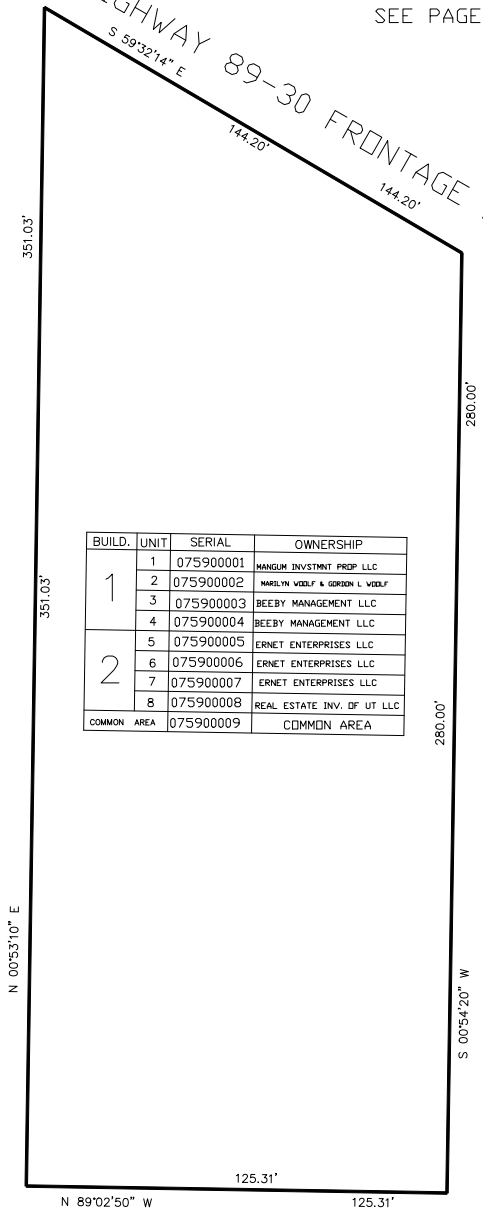 SEE PAGE
HIGHWAY 89-30 FRONTAGE
S 59°32'14" E
144.20'
144.20'
351.03'
280.00'
BUILD. UNIT SERIAL OWNERSHIP
1 1 075900001 MANGUM INVSTMNT PROP LLC
2 075900002 MARILYN WOOLF & GORDON L WOOLF
3 075900003 BEEBY MANAGEMENT LLC
4 075900004 BEEBY MANAGEMENT LLC
2 5 075900005 ERNET ENTERPRISES LLC
6 075900006 ERNET ENTERPRISES LLC
7 075900007 ERNET ENTERPRISES LLC
8 075900008 REAL ESTATE INV. OF UT LLC
COMMON AREA 075900009 COMMON AREA
351.03'
280.00'
N 00°53'10" E
S 00°54'20" W
125.31'
N 89°02'50" W
125.31'